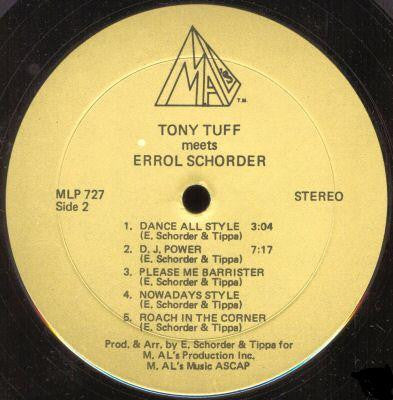 M.AL's T.M.
TONY TUFF
meets
ERROL SCHORDER
MLP 727
Side 2
STEREO
1. DANCE ALL STYLE 3:04
(E. Schorder & Tippa)
2. D. J. POWER 7:17
(E. Schorder & Tippa)
3. PLEASE ME BARRISTER
(E. Schorder & Tippa)
4. NOWADAYS STYLE
(E. Schorder & Tippa)
5. ROACH IN THE CORNER
(E. Schorder & Tippa)
Prod. & Arr. by E. Schorder & Tippa for
M. AL's Production Inc.
M. AL's Music ASCAP